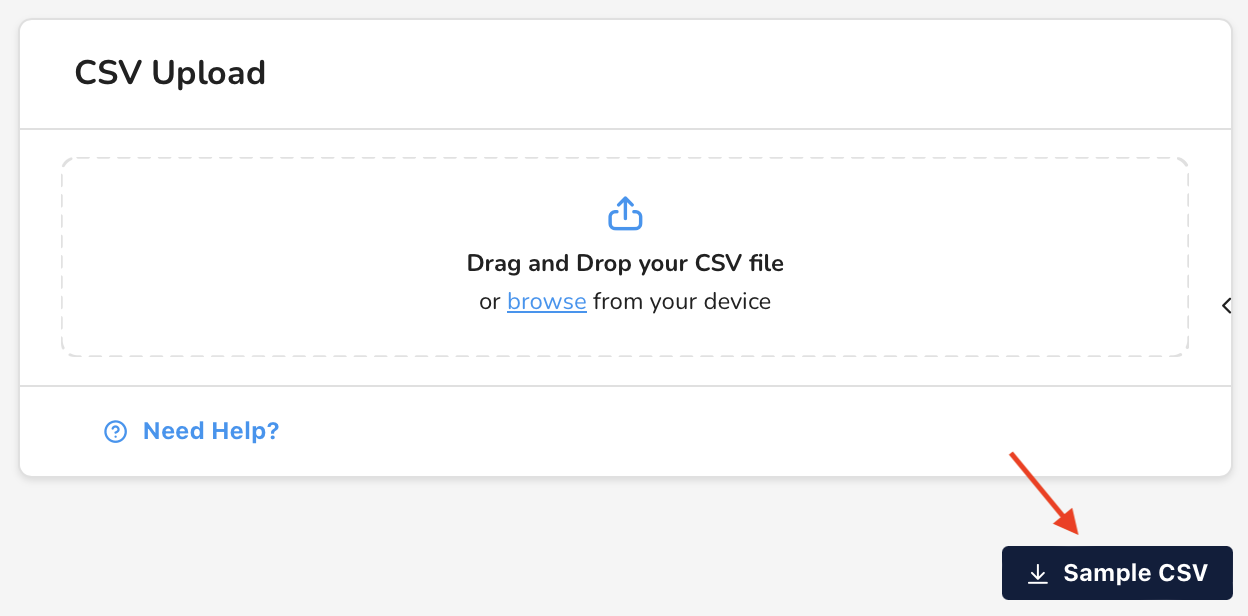 CSV Upload
Drag and Drop your CSV file
or browse from your device
Need Help?
Sample CSV